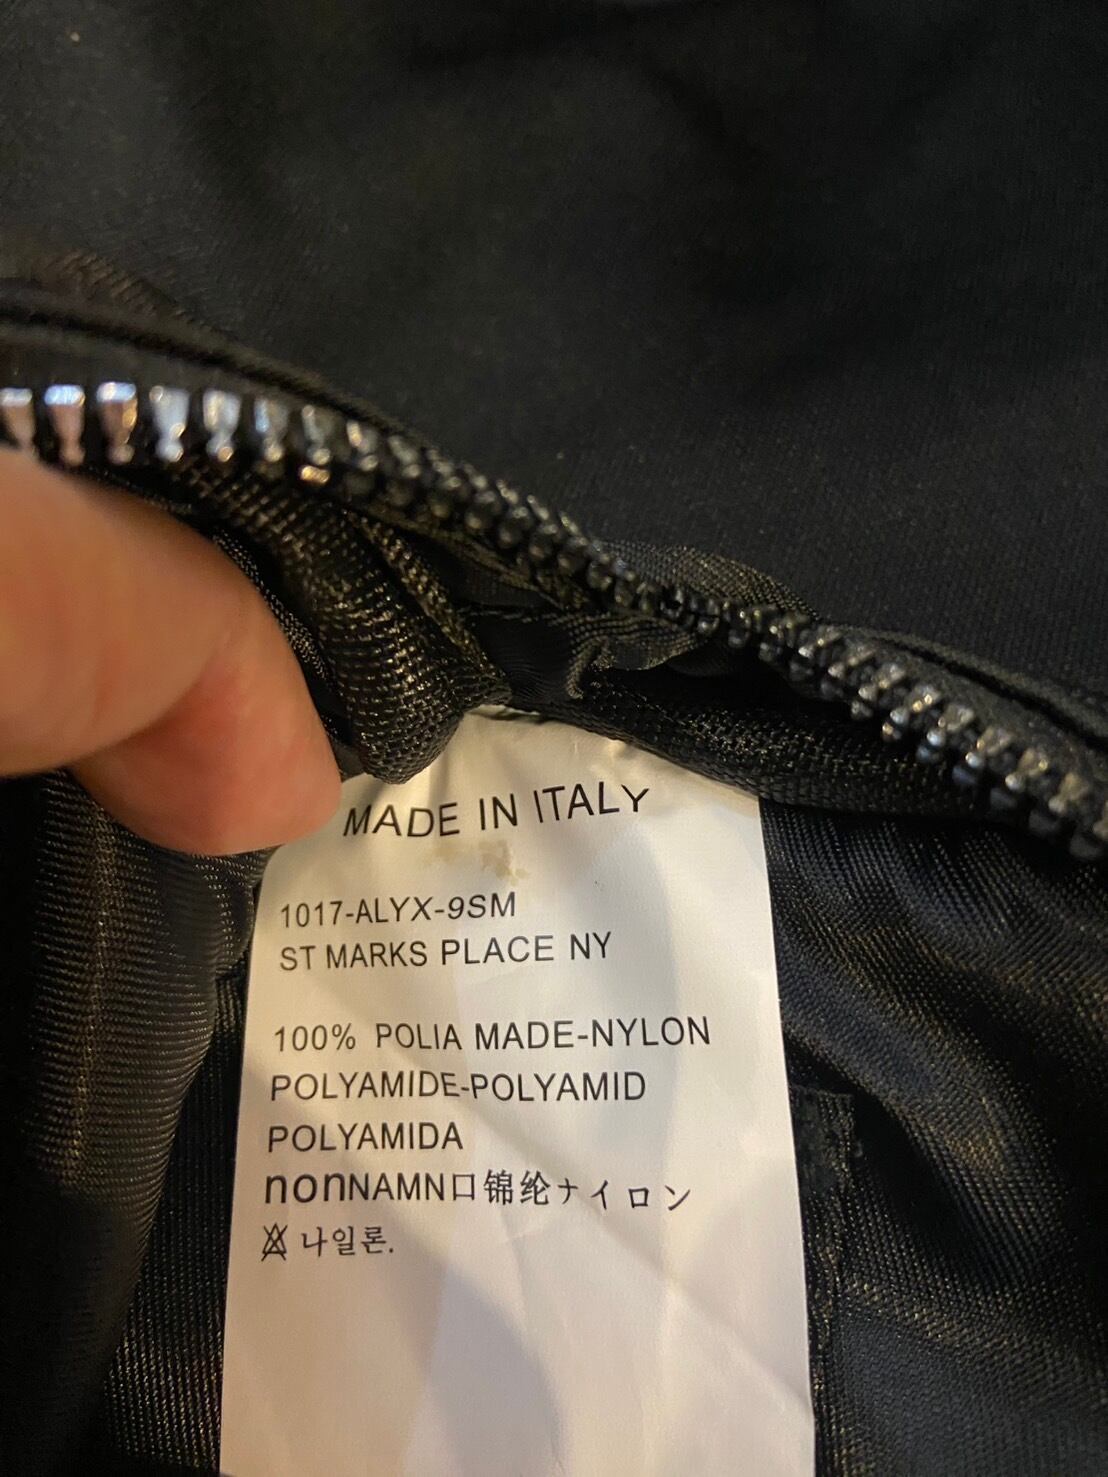 MADE IN ITALY
1017-ALYX-9SM
ST MARKS PLACE NY
100% POLIA MADE-NYLON
POLYAMIDE-POLYAMID
POLYAMIDA
nonNAMN口锦纶ナイロン
나일론.